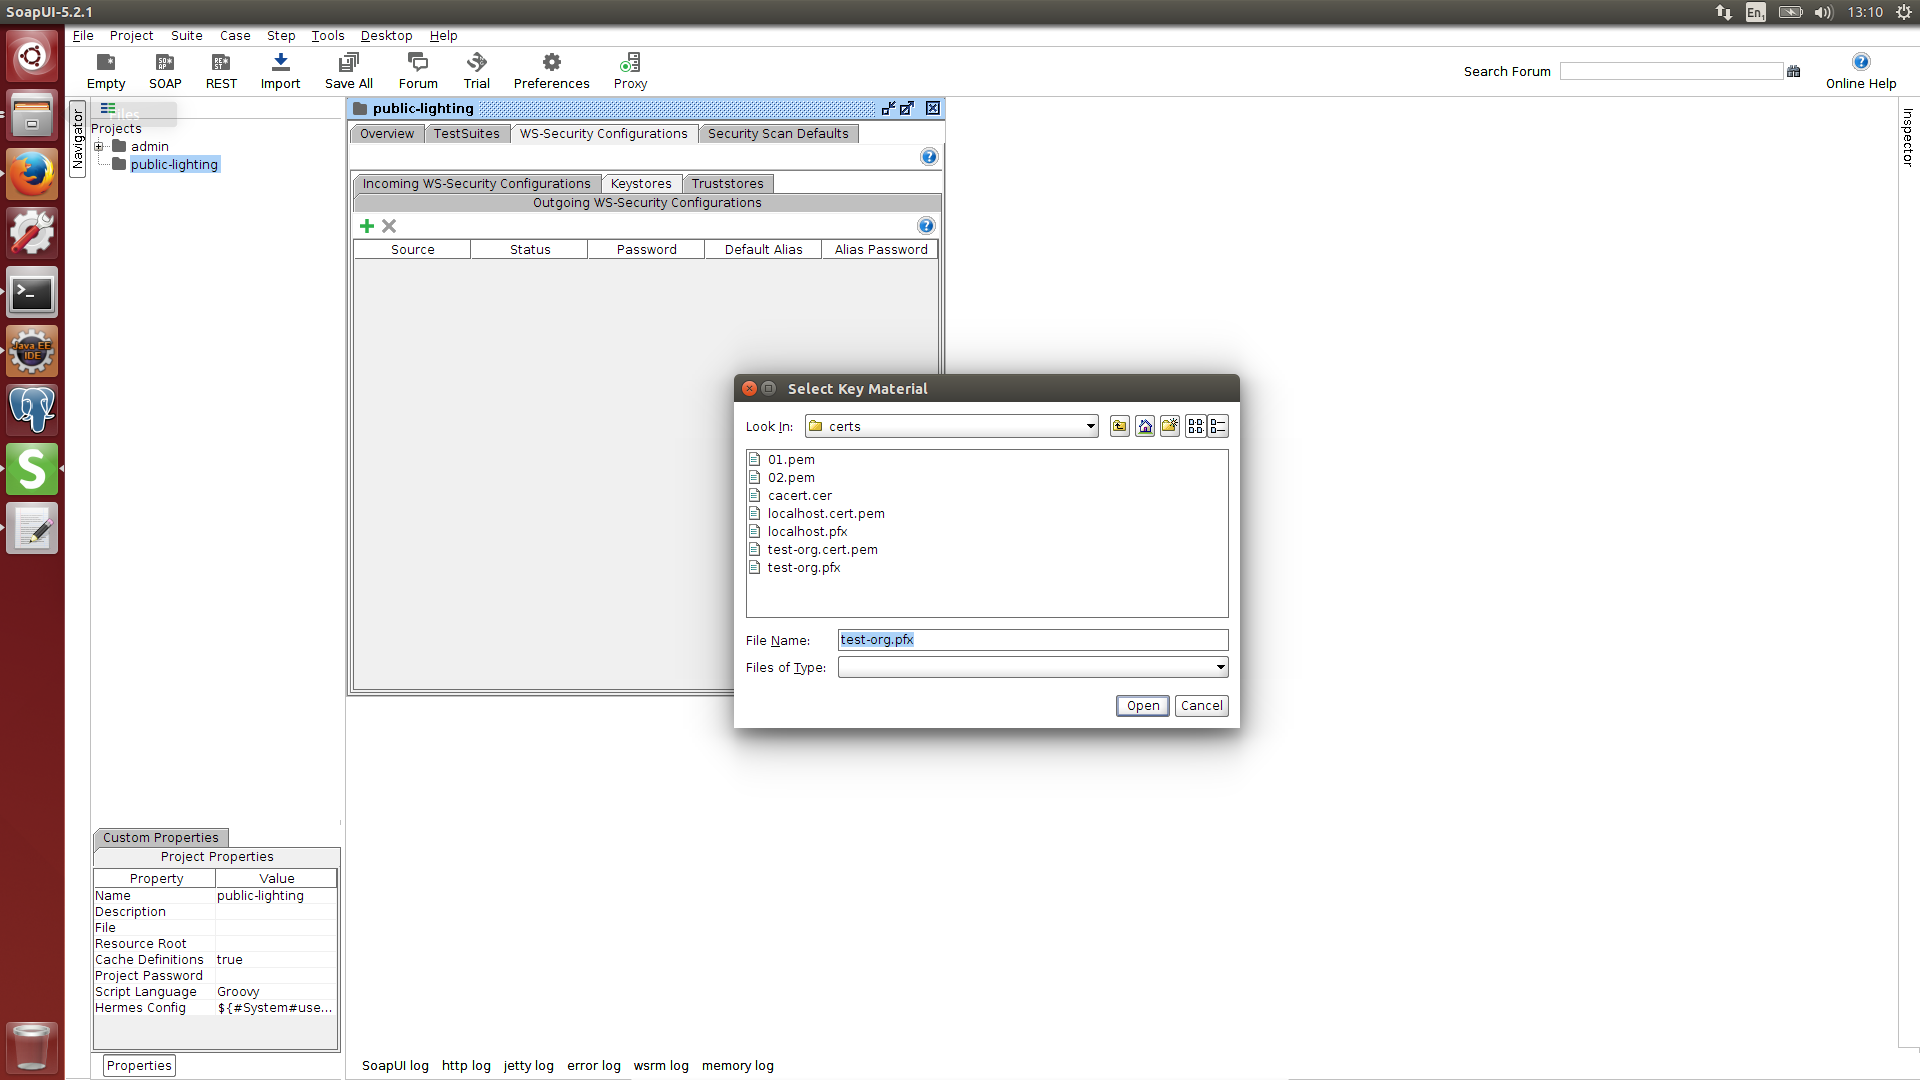 SoapUI-5.2.1
En1
13:10
File Project Suite Case Step Tools Desktop Help
Empty SOAP REST Import Save All Forum Trial Preferences Proxy
Search Forum
Online Help
Navigator
Files
Projects
admin
public-lighting
public-lighting
Overview TestSuites WS-Security Configurations Security Scan Defaults
Incoming WS-Security Configurations Keystores Truststores
Outgoing WS-Security Configurations
Source Status Password Default Alias Alias Password
Inspector
Java EE
IDE
Select Key Material
Look In: certs
01.pem
02.pem
cacert.cer
localhost.cert.pem
localhost.pfx
test-org.cert.pem
test-org.pfx
File Name: test-org.pfx
Files of Type:
Open Cancel
Custom Properties
Project Properties
Property Value
Name public-lighting
Description
File
Resource Root
Cache Definitions true
Project Password
Script Language Groovy
Hermes Config ${#System#use...
Properties
SoapUI log http log jetty log error log wsrm log memory log